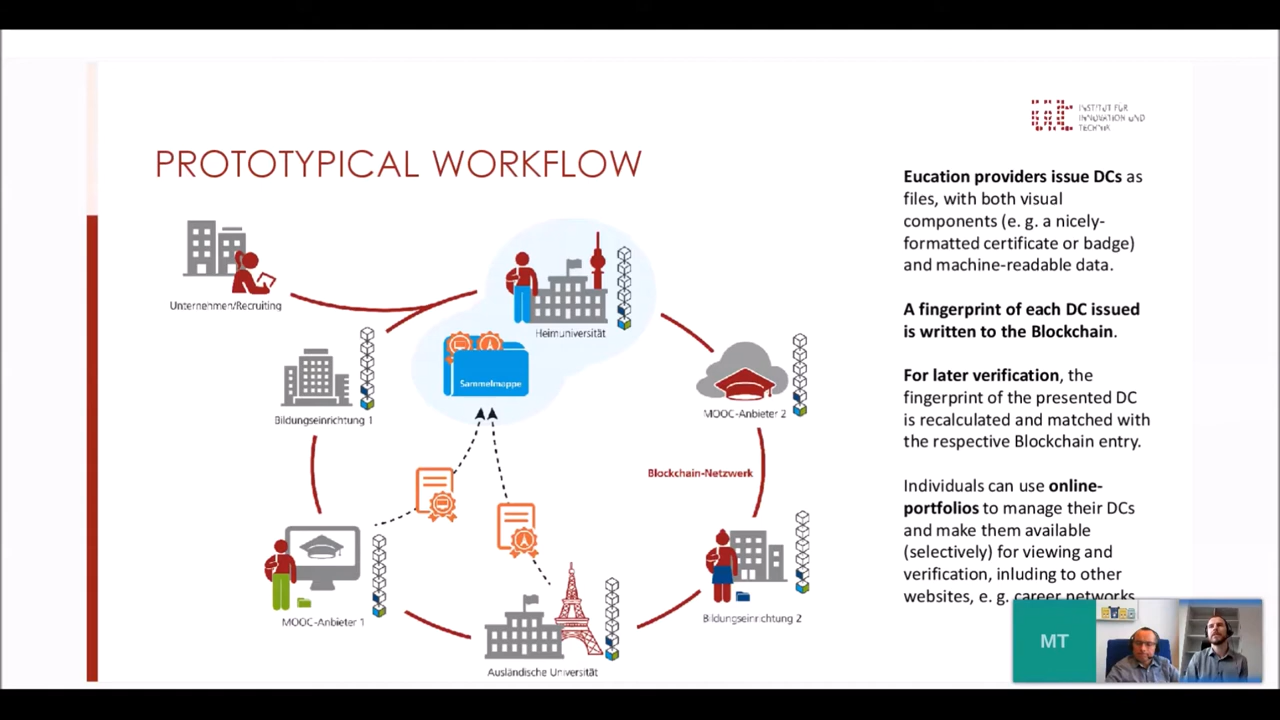 INSTITUT FÜR
INNOVATION UND
TECHNIK
PROTOTYPICAL WORKFLOW
Eucation providers issue DCs as
files, with both visual
components (e. g. a nicely-
formatted certificate or badge)
and machine-readable data.
A fingerprint of each DC issued
is written to the Blockchain.
For later verification, the
fingerprint of the presented DC
is recalculated and matched with
the respective Blockchain entry.
Individuals can use online-
portfolios to manage their DCs
and make them available
(selectively) for viewing and
verification, inluding to other
websites, e. g. career networks
Unternehmen/Recruiting
Heimuniversität
Sammelmappe
Bildungseinrichtung 1
MOOC-Anbieter 2
Blockchain-Netzwerk
MOOC-Anbieter 1
Bildungseinrichtung 2
Ausländische Universität
MT